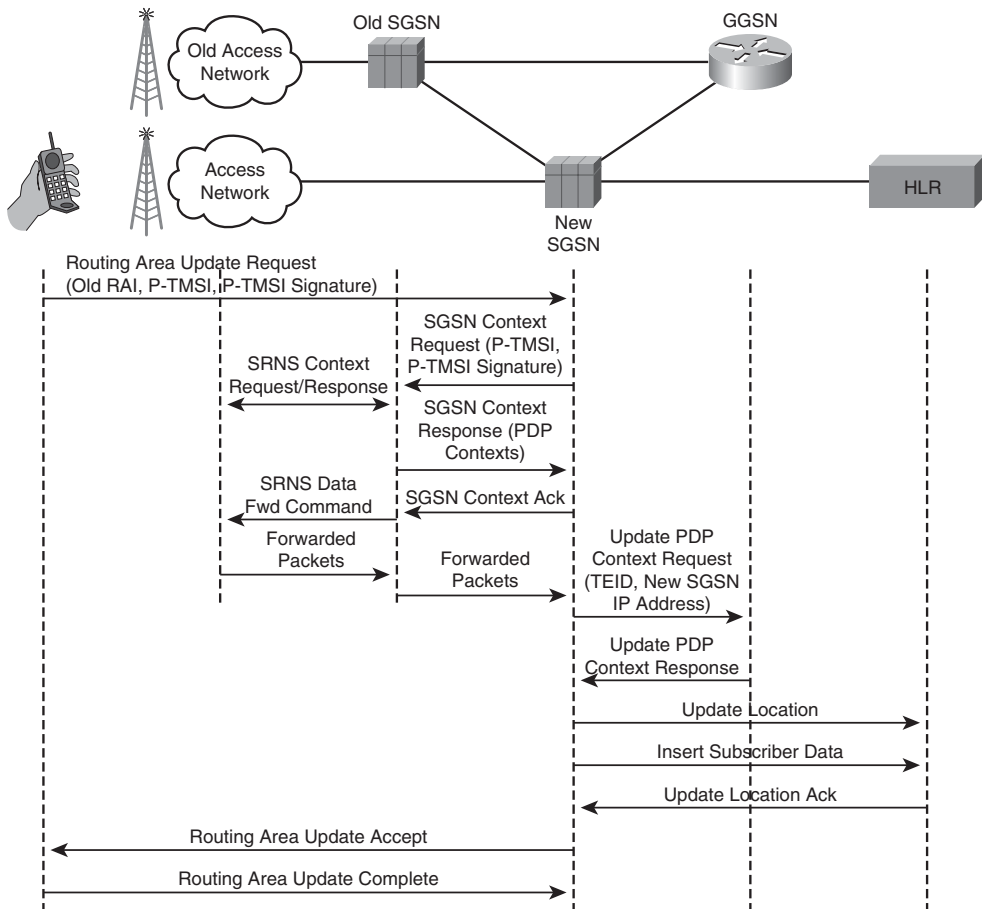 Old SGSN
GGSN
Old Access
Network
Access
Network
HLR
New
SGSN
Routing Area Update Request
(Old RAI, P-TMSI, P-TMSI Signature)
SGSN Context
Request (P-TMSI,
P-TMSI Signature)
SRNS Context
Request/Response
SGSN Context
Response (PDP
Contexts)
SRNS Data
Fwd Command
SGSN Context Ack
Forwarded
Packets
Forwarded
Packets
Update PDP
Context Request
(TEID, New SGSN
IP Address)
Update PDP
Context Response
Update Location
Insert Subscriber Data
Update Location Ack
Routing Area Update Accept
Routing Area Update Complete